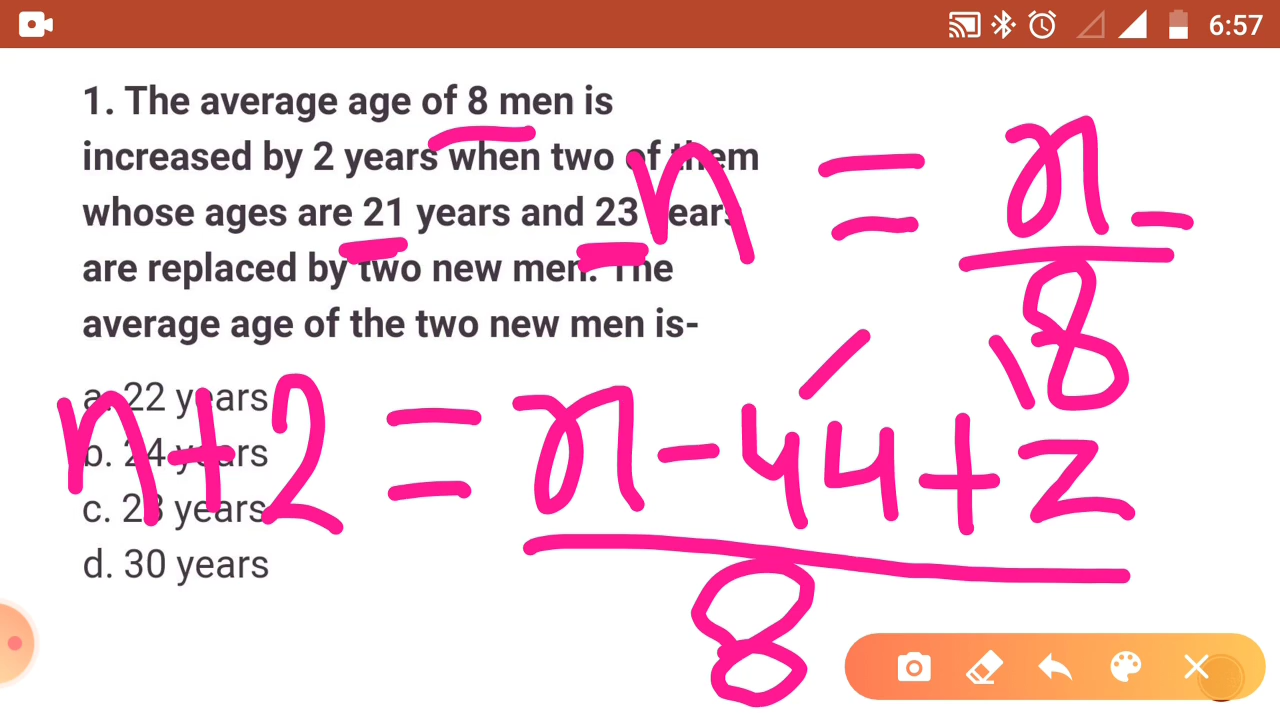 6:57
1. The average age of 8 men is
increased by 2 years when two of them
whose ages are 21 years and 23 years
are replaced by two new men. The
average age of the two new men is-
a. 22 years
b. 24 years
c. 28 years
d. 30 years
n = x
8
n+2 = x-44+z
8